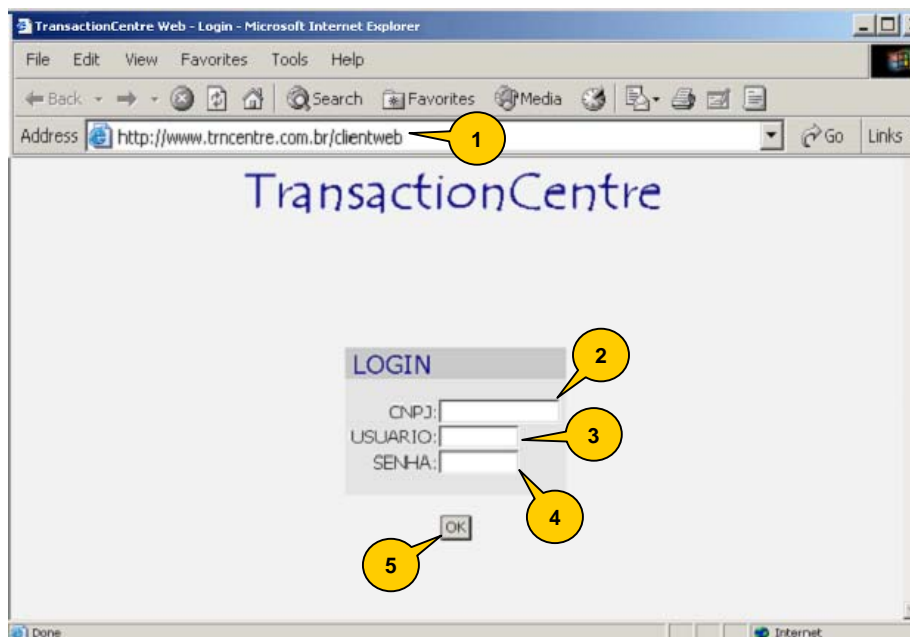 TransactionCentre Web - Login - Microsoft Internet Explorer
File Edit View Favorites Tools Help
Back Search Favorites Media
Address http://www.trncentre.com.br/clientweb Go Links
1
TransactionCentre
LOGIN
2
CNPJ:
USUARIO:
3
SENHA:
4
OK
5
Done Internet